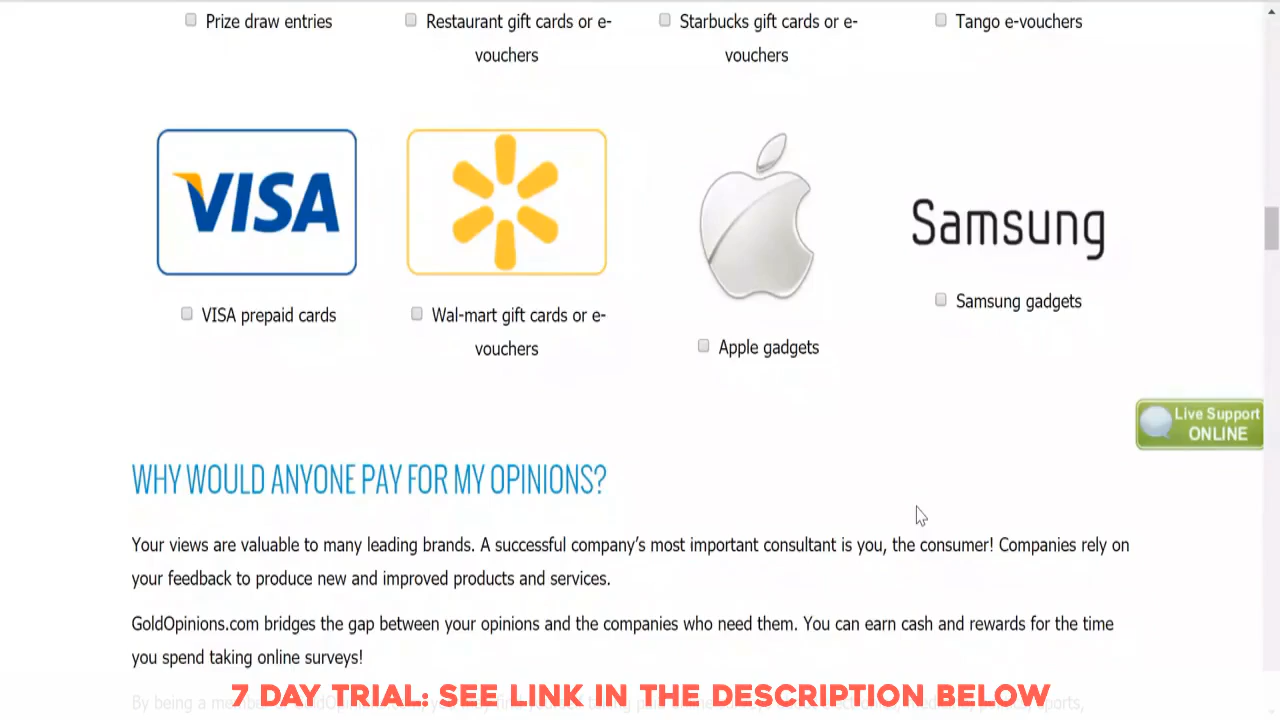 Prize draw entries
Restaurant gift cards or e-
vouchers
Starbucks gift cards or e-
vouchers
Tango e-vouchers
VISA
Samsung
VISA prepaid cards
Wal-mart gift cards or e-
vouchers
Apple gadgets
Samsung gadgets
Live Support
ONLINE
WHY WOULD ANYONE PAY FOR MY OPINIONS?
Your views are valuable to many leading brands. A successful company's most important consultant is you, the consumer! Companies rely on
your feedback to produce new and improved products and services.
GoldOpinions.com bridges the gap between your opinions and the companies who need them. You can earn cash and rewards for the time
you spend taking online surveys!
By being a
7 DAY TRIAL: SEE LINK IN THE DESCRIPTION BELOW